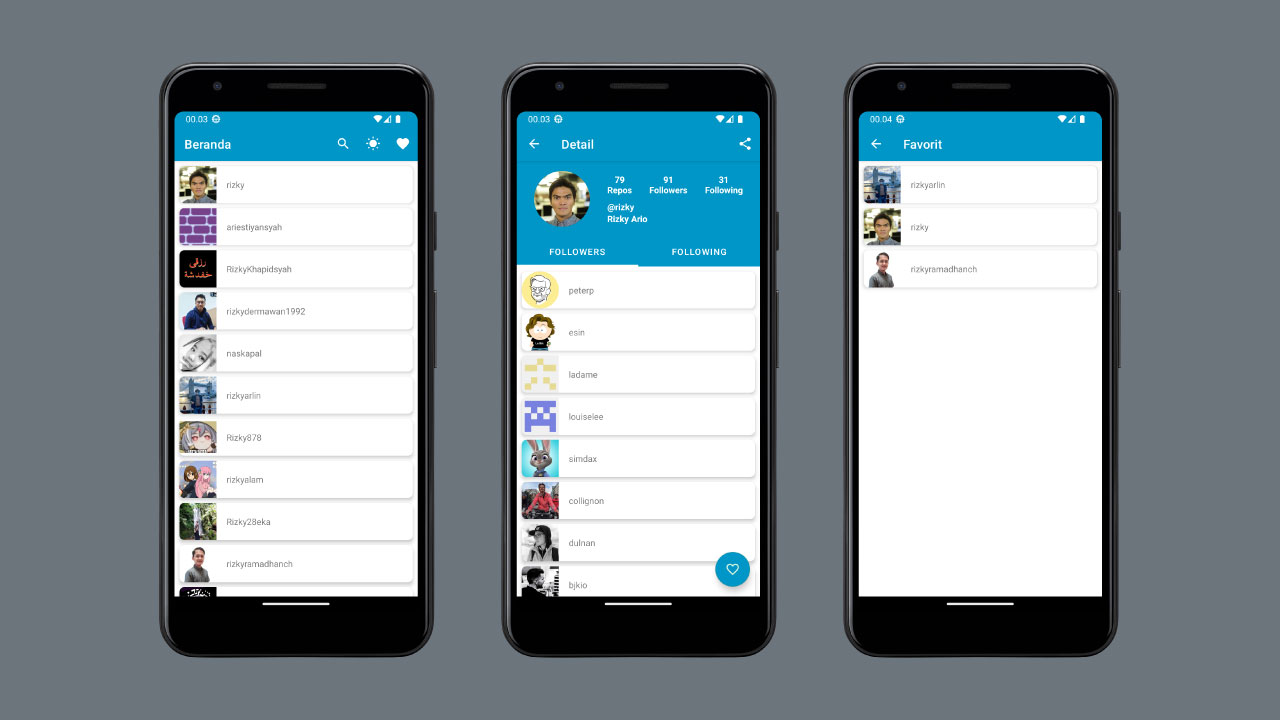 00.03
Beranda
rizky
ariestiyansyah
رزقي
خفدشة
RizkyKhapidsyah
rizkydermawan1992
naskapal
rizkyarlin
Rizky878
rizkyalam
Rizky28eka
rizkyramadhanch
00.03
Detail
79 91 31
Repos Followers Following
@rizky
Rizky Ario
FOLLOWERS FOLLOWING
peterp
esin
ladame
louiselee
simdax
collignon
dulnan
bjkio
00.04
Favorit
rizkyarlin
rizky
rizkyramadhanch